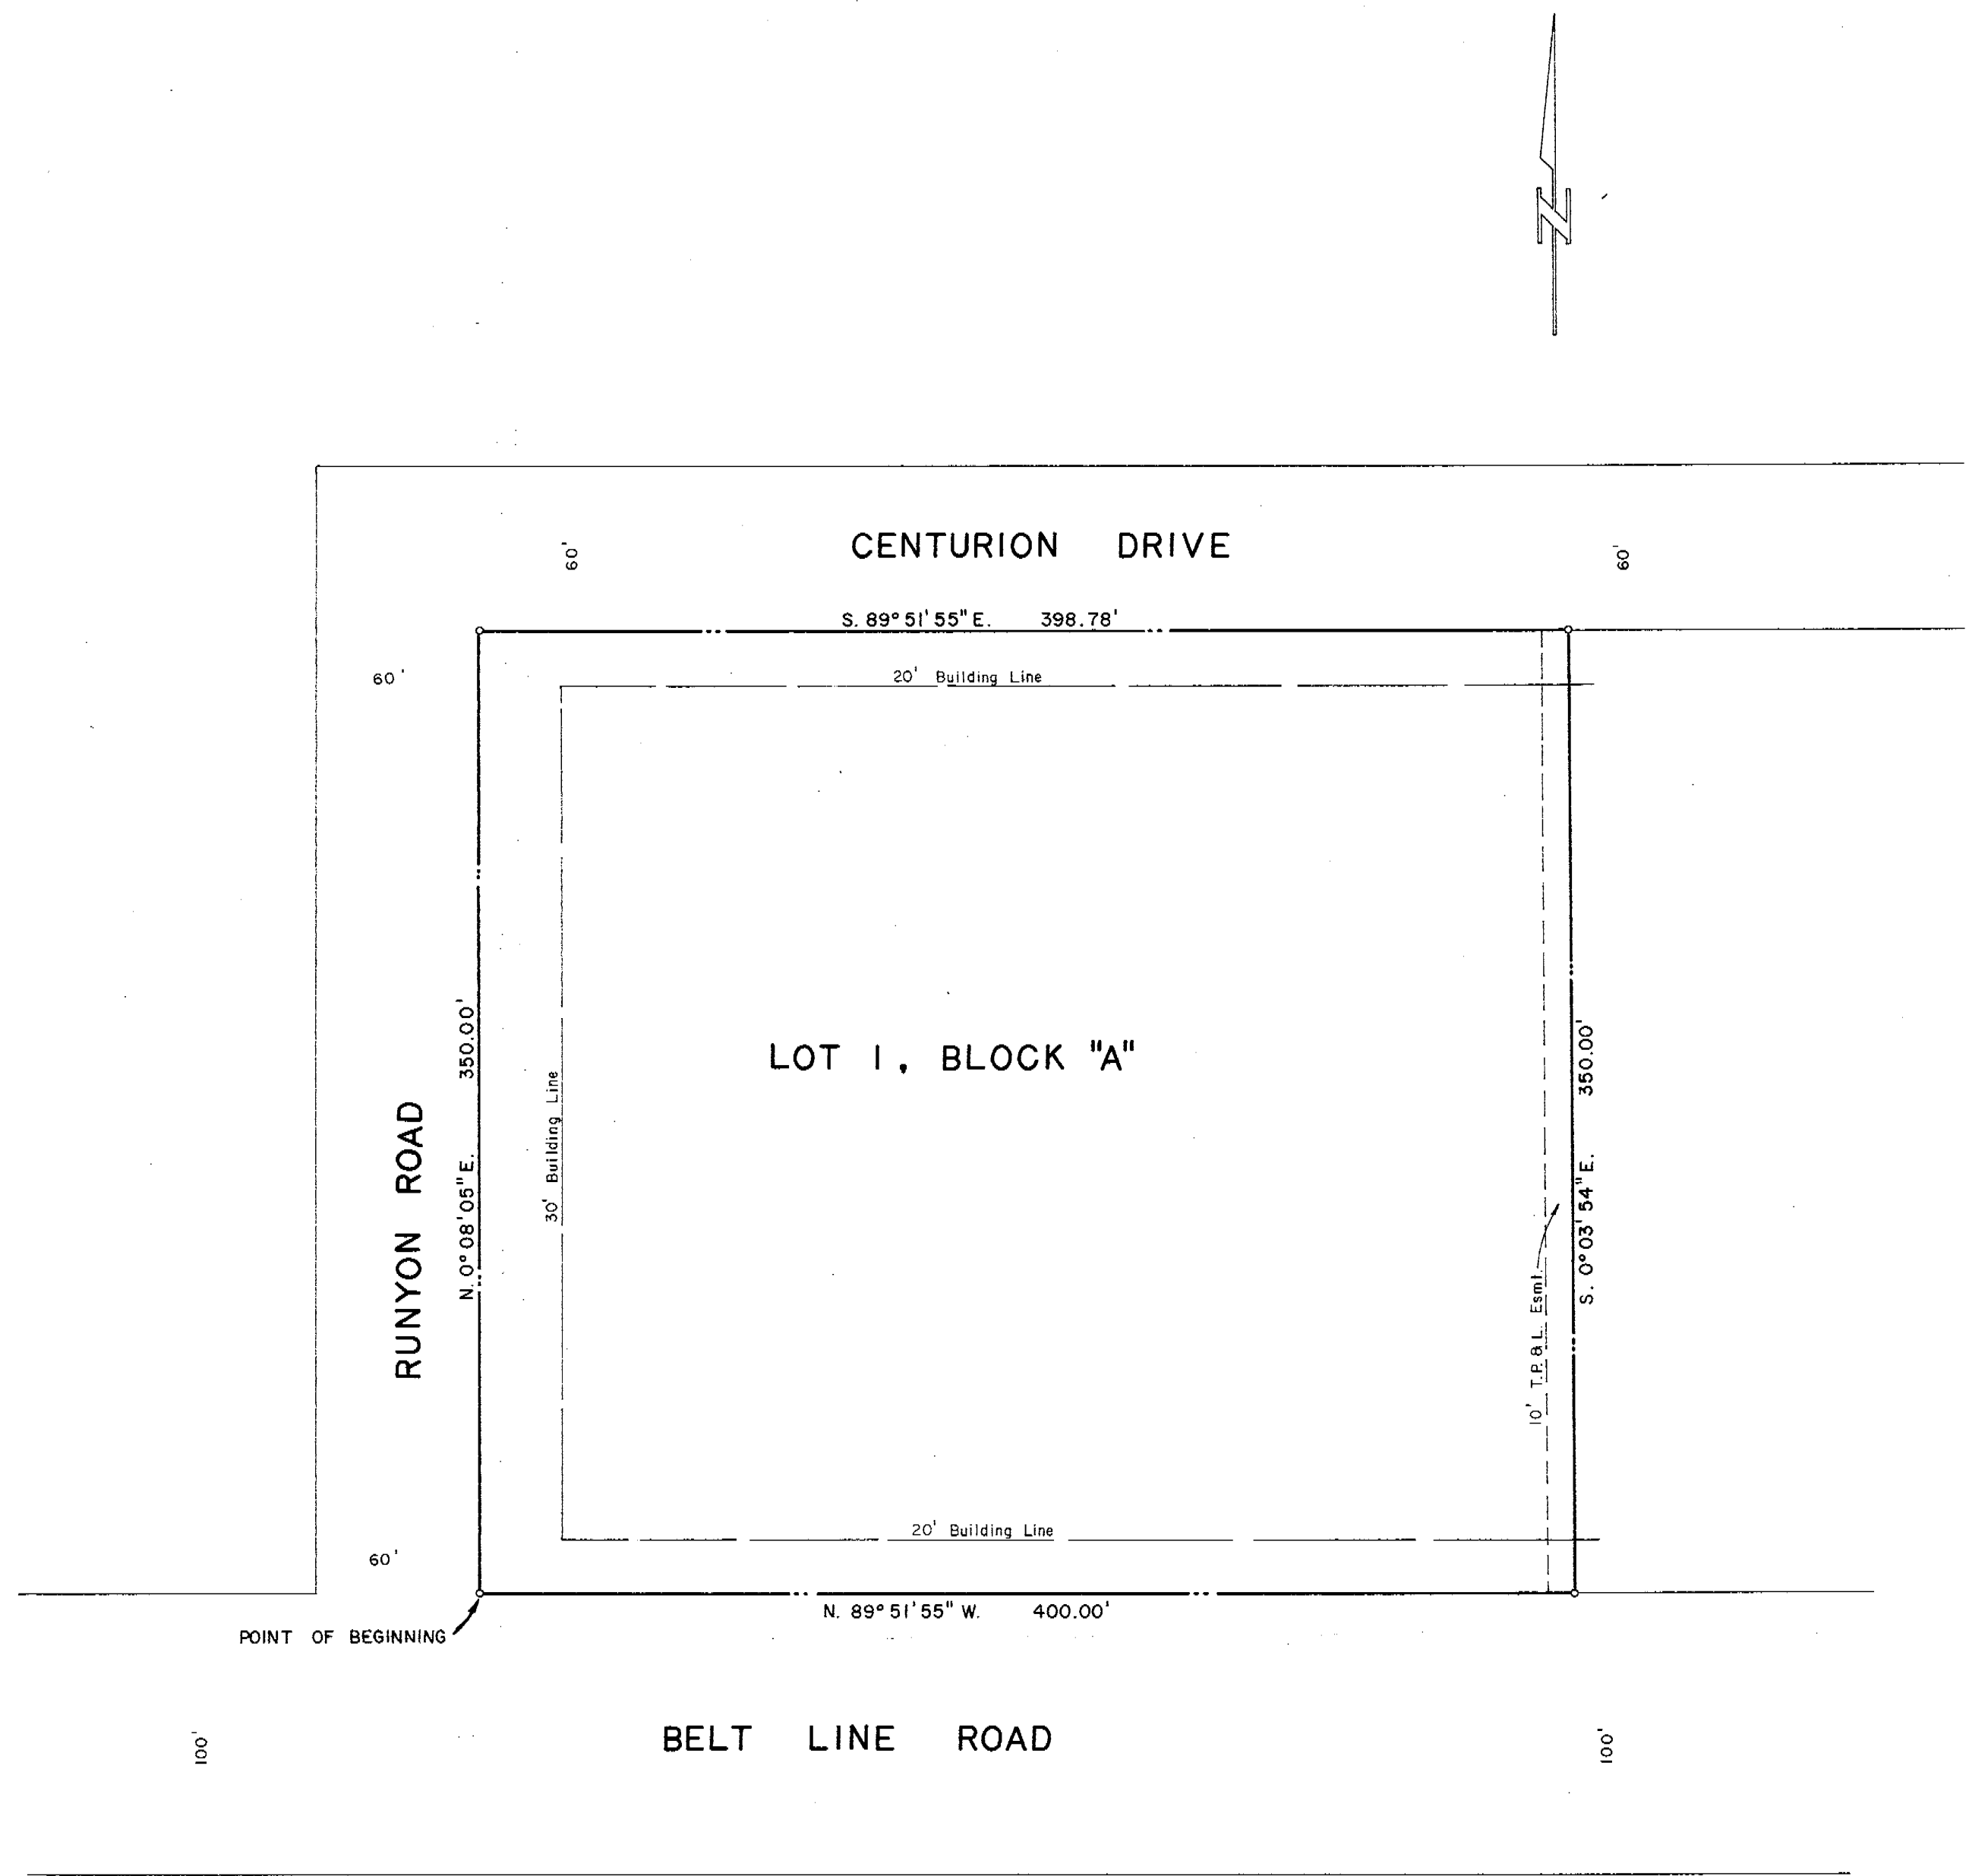 N
CENTURION DRIVE
60'
60'
S. 89° 51' 55" E. 398.78'
60'
20' Building Line
LOT 1, BLOCK "A"
RUNYON ROAD
N. 0° 08' 05" E. 350.00'
30' Building Line
10' T.P. & L. Esmt.
S. 0° 03' 54" E. 350.00'
20' Building Line
60'
N. 89° 51' 55" W. 400.00'
POINT OF BEGINNING
BELT LINE ROAD
100'
100'